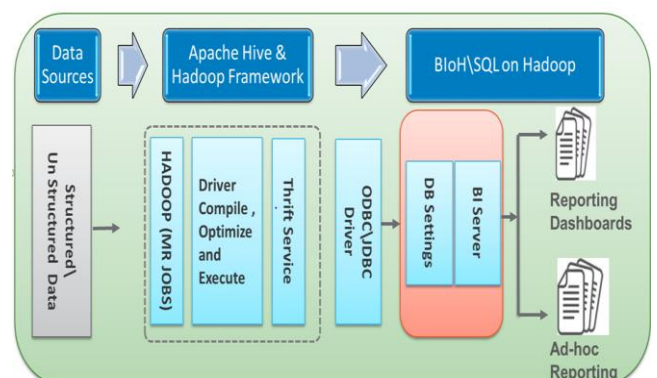 Data
Sources
Apache Hive &
Hadoop Framework
BIoH\SQL on Hadoop
Structured\
Un Structured Data
HADOOP (MR JOBS)
Driver
Compile ,
Optimize
and
Execute
Thrift Service
ODBC\JDBC
Driver
DB Settings
BI Server
Reporting
Dashboards
Ad-hoc
Reporting